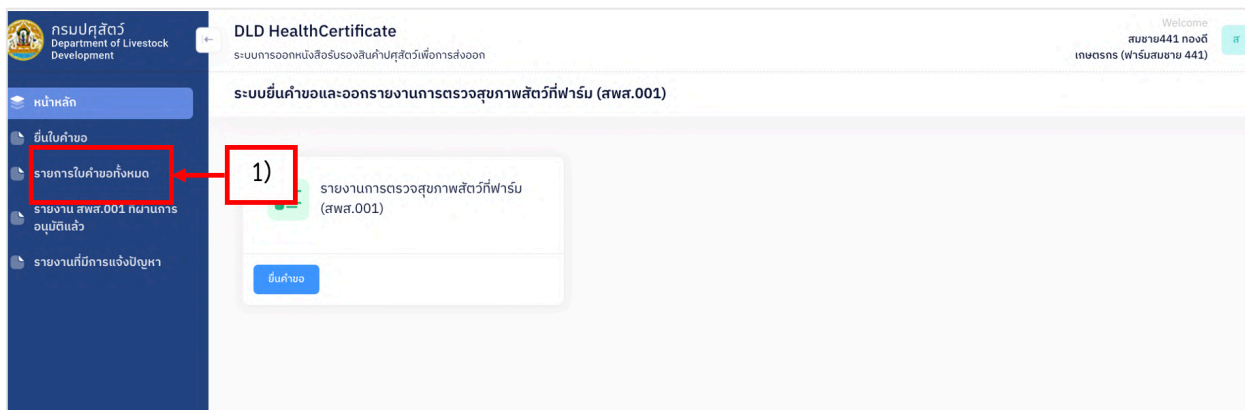 กรมปศุสัตว์
Department of Livestock
Development
DLD HealthCertificate
ระบบการออกหนังสือรับรองสินค้าปศุสัตว์เพื่อการส่งออก
Welcome
สมชาย441 ทองดี
เกษตรกร (ฟาร์มสมชาย 441)
ส
หน้าหลัก
ยื่นใบคำขอ
รายการใบคำขอทั้งหมด
รายงาน สพส.001 ที่ผ่านการ
อนุมัติแล้ว
รายงานที่มีการแจ้งปัญหา
ระบบยื่นคำขอและออกรายงานการตรวจสุขภาพสัตว์ที่ฟาร์ม (สพส.001)
1)
รายงานการตรวจสุขภาพสัตว์ที่ฟาร์ม
(สพส.001)
ยื่นคำขอ